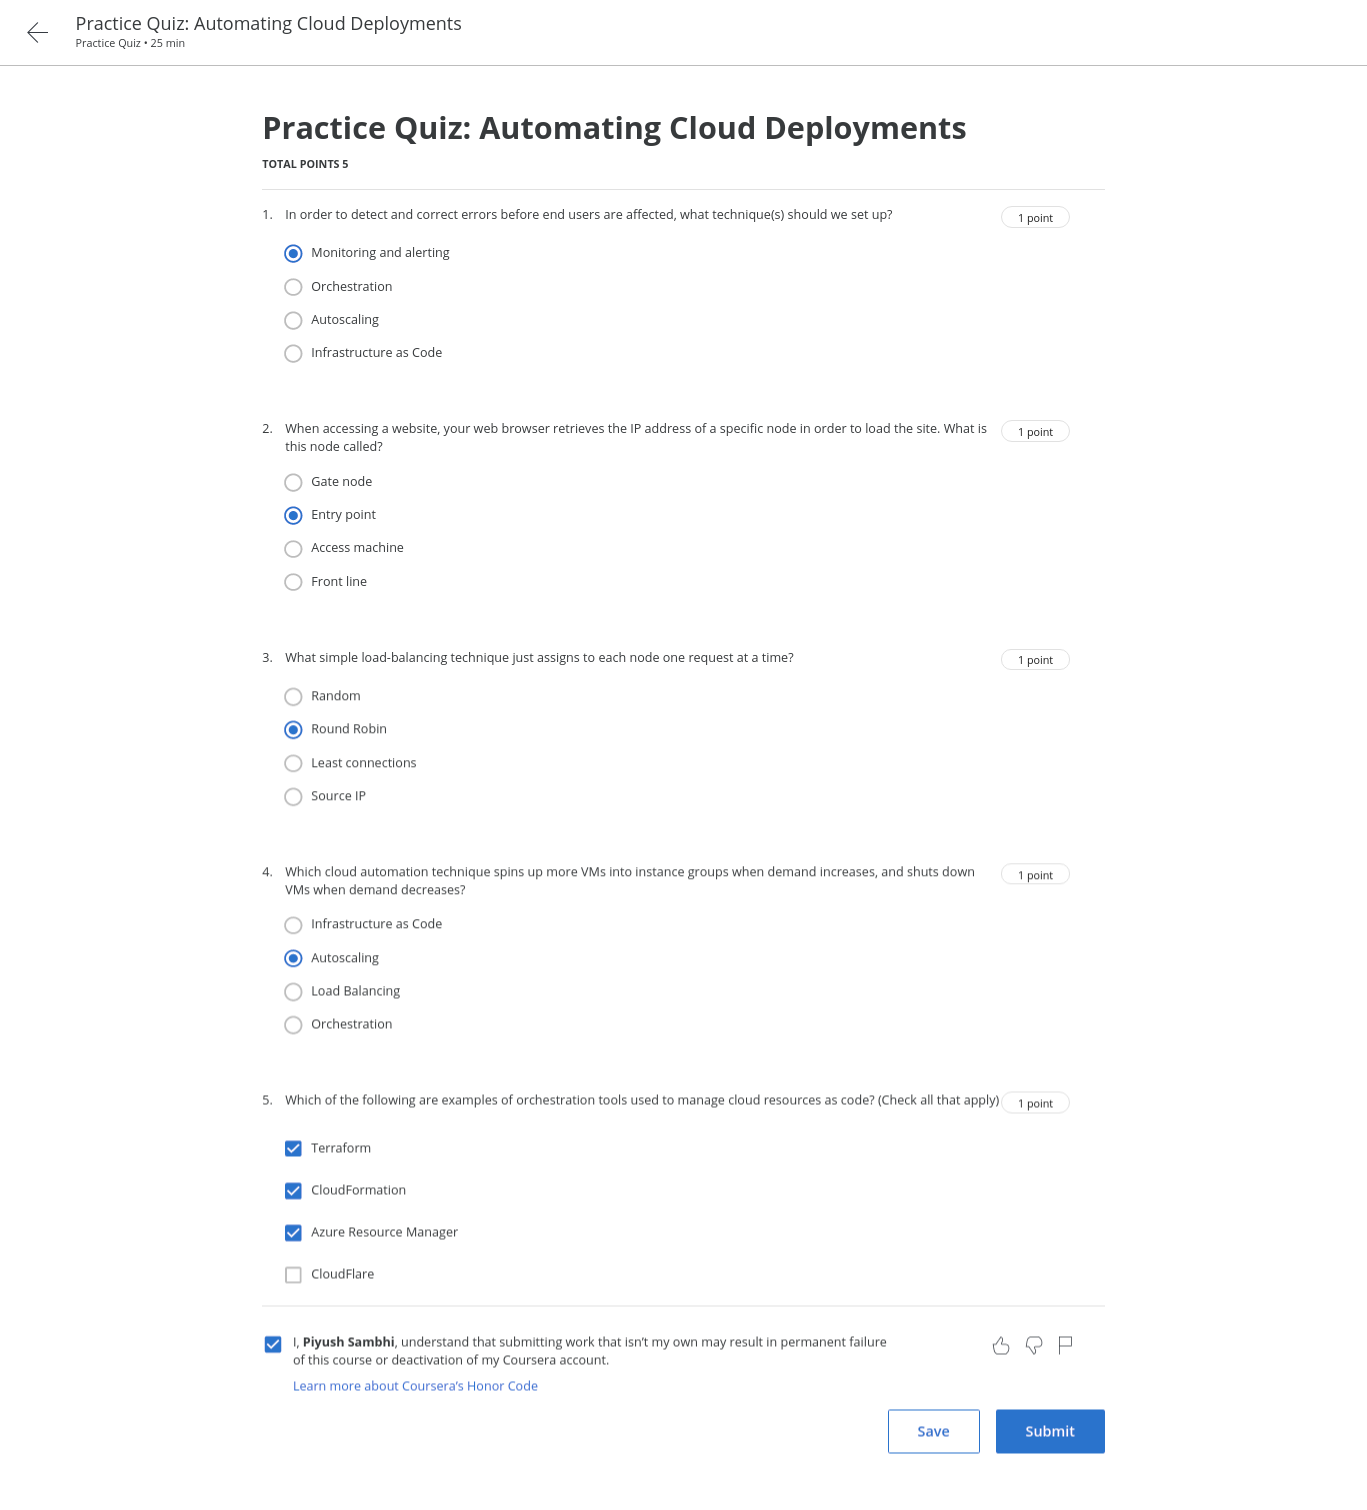 Practice Quiz: Automating Cloud Deployments
Practice Quiz • 25 min
Practice Quiz: Automating Cloud Deployments
TOTAL POINTS 5
1. In order to detect and correct errors before end users are affected, what technique(s) should we set up? 1 point
Monitoring and alerting
Orchestration
Autoscaling
Infrastructure as Code
2. When accessing a website, your web browser retrieves the IP address of a specific node in order to load the site. What is 1 point
this node called?
Gate node
Entry point
Access machine
Front line
3. What simple load-balancing technique just assigns to each node one request at a time? 1 point
Random
Round Robin
Least connections
Source IP
4. Which cloud automation technique spins up more VMs into instance groups when demand increases, and shuts down 1 point
VMs when demand decreases?
Infrastructure as Code
Autoscaling
Load Balancing
Orchestration
5. Which of the following are examples of orchestration tools used to manage cloud resources as code? (Check all that apply) 1 point
Terraform
CloudFormation
Azure Resource Manager
CloudFlare
I, Piyush Sambhi, understand that submitting work that isn't my own may result in permanent failure
of this course or deactivation of my Coursera account.
Learn more about Coursera's Honor Code
Save Submit